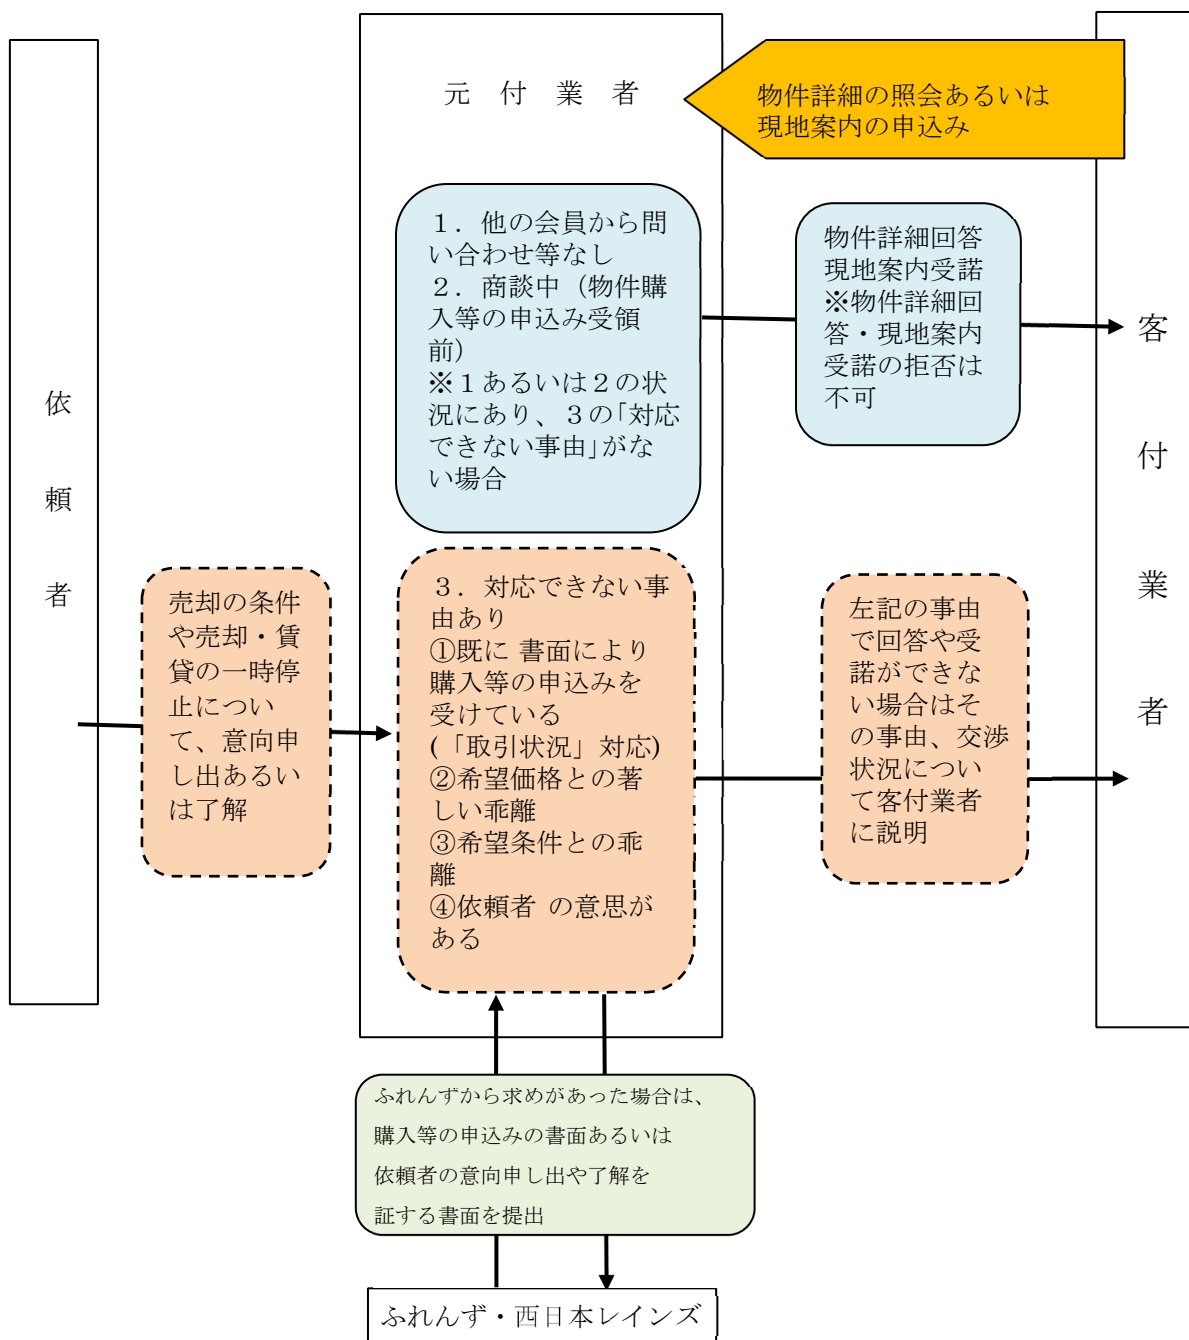 元　付　業　者
物件詳細の照会あるいは
現地案内の申込み
１．他の会員から問
い合わせ等なし
２．商談中（物件購
入等の申込み受領
前）
※１あるいは２の状
況にあり、３の「対応
できない事由」がな
い場合
物件詳細回答
現地案内受諾
※物件詳細回
答・現地案内
受諾の拒否は
不可
客
付
業
者
依
頼
者
売却の条件
や売却・賃
貸の一時停
止につい
て、意向申
し出あるい
は了解
３．対応できない事
由あり
①既に 書面により
購入等の申込みを
受けている
(「取引状況」対応)
②希望価格との著
しい乖離
③希望条件との乖
離
④依頼者 の意思が
ある
左記の事由
で回答や受
諾ができな
い場合はそ
の事由、交渉
状況につい
て客付業者
に説明
ふれんずから求めがあった場合は、
購入等の申込みの書面あるいは
依頼者の意向申し出や了解を
証する書面を提出
ふれんず・西日本レインズ